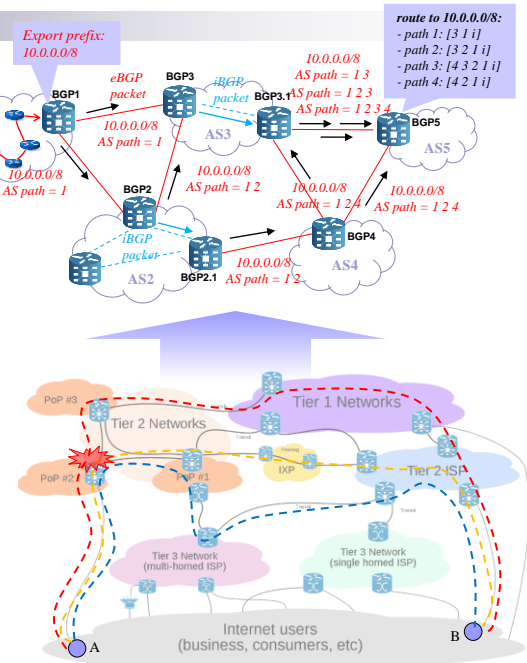 Export prefix:
10.0.0.0/8
route to 10.0.0.0/8:
- path 1: [3 1 i]
- path 2: [3 2 1 i]
- path 3: [4 3 2 1 i]
- path 4: [4 2 1 i]
BGP1
eBGP
packet
BGP3
iBGP
packet
10.0.0.0/8
AS path = 1 3
AS path = 1 2 3
AS path = 1 2 3 4
BGP3.1
BGP5
10.0.0.0/8
AS path = 1
AS3
AS5
10.0.0.0/8
AS path = 1
10.0.0.0/8
AS path = 1 2
10.0.0.0/8
AS path = 1 2 4
10.0.0.0/8
AS path = 1 2 4
BGP2
iBGP
packet
AS2
BGP2.1
10.0.0.0/8
AS path = 1 2
BGP4
AS4
PoP #3
Tier 1 Networks
Tier 2 Networks
Transit
Peering
IXP
PoP #2
PoP #1
Tier 2 ISP
Transit
Transit
Tier 3 Network
(multi-homed ISP)
Tier 3 Network
(single homed ISP)
A
B
Internet users
(business, consumers, etc)